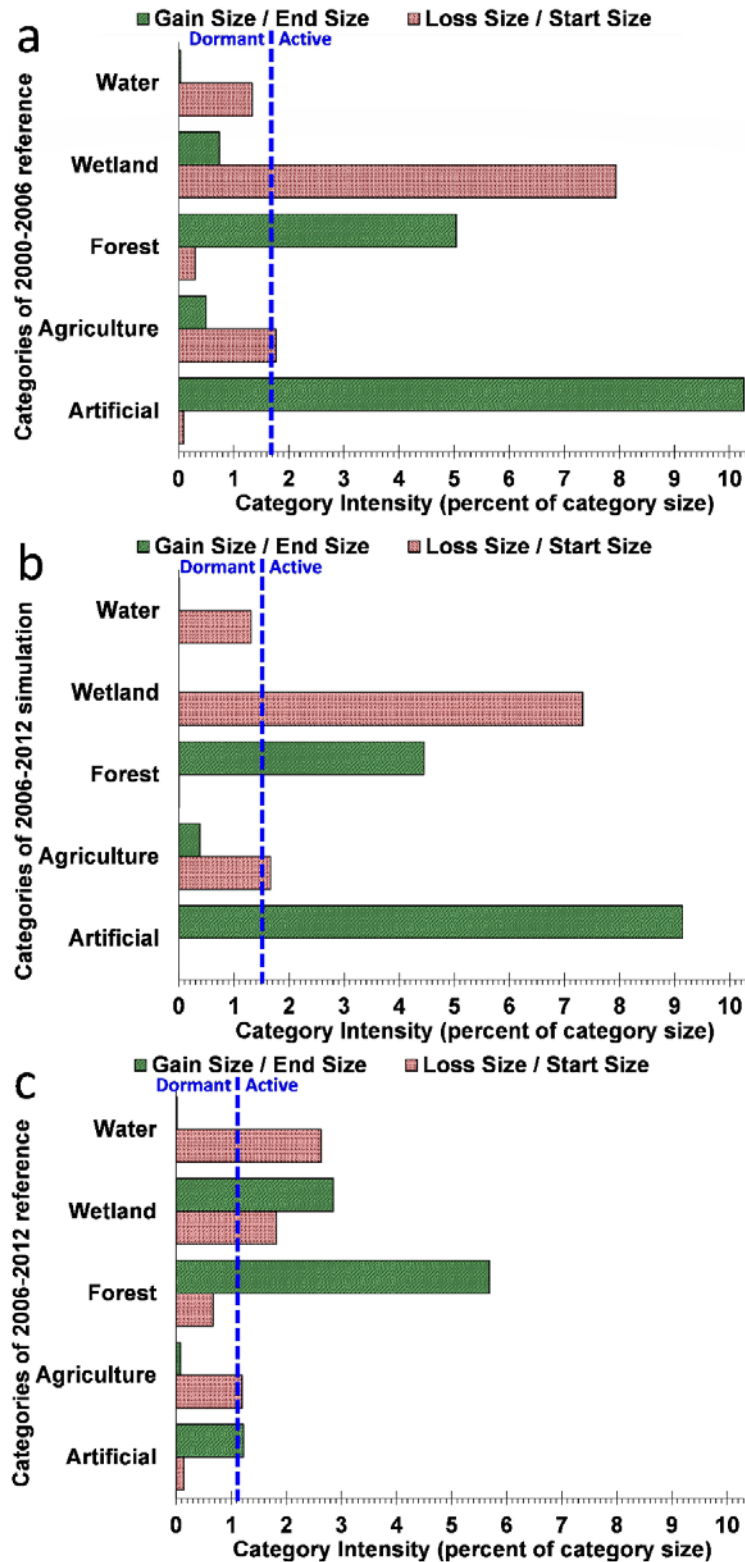 a
Gain Size / End Size Loss Size / Start Size
Dormant Active
Categories of 2000-2006 reference
Water
Wetland
Forest
Agriculture
Artificial
0 1 2 3 4 5 6 7 8 9 10
Category Intensity (percent of category size)
b
Gain Size / End Size Loss Size / Start Size
Dormant Active
Categories of 2006-2012 simulation
Water
Wetland
Forest
Agriculture
Artificial
0 1 2 3 4 5 6 7 8 9 10
Category Intensity (percent of category size)
c
Gain Size / End Size Loss Size / Start Size
Dormant Active
Categories of 2006-2012 reference
Water
Wetland
Forest
Agriculture
Artificial
0 1 2 3 4 5 6 7 8 9 10
Category Intensity (percent of category size)